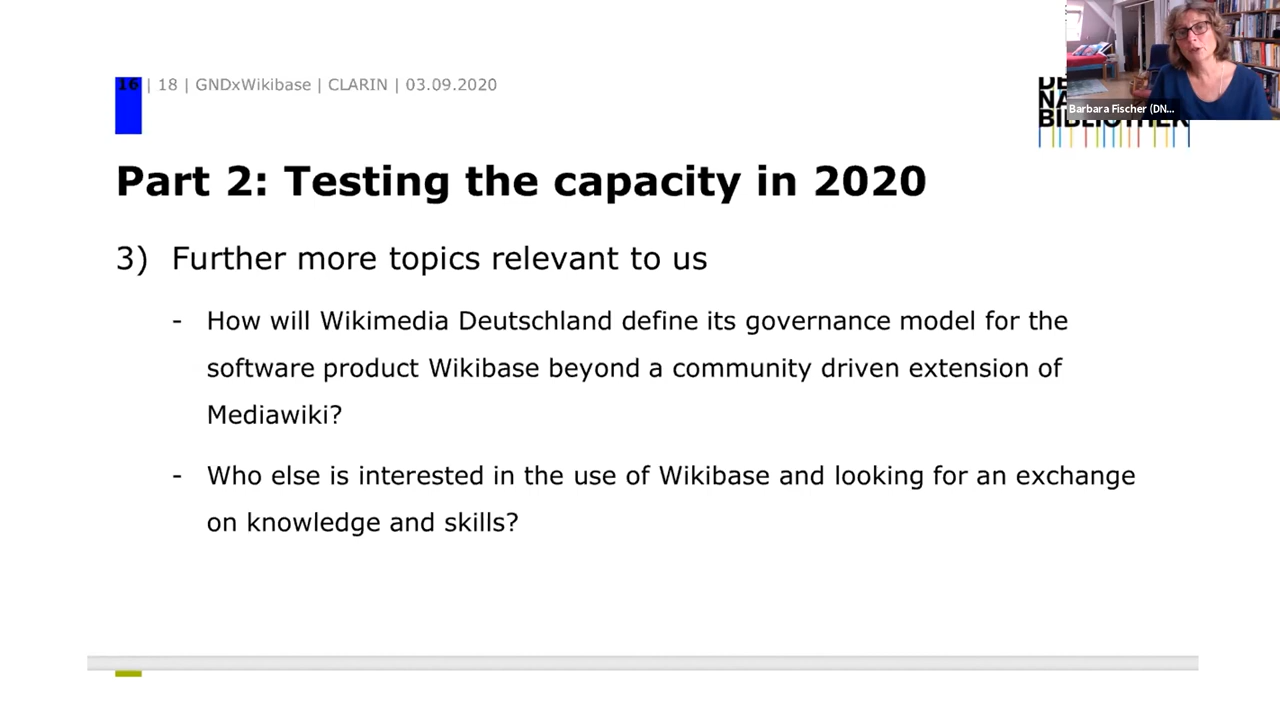 16 | 18 | GNDxWikibase | CLARIN | 03.09.2020
Barbara Fischer (DN...
BIBLIOTHEK
Part 2: Testing the capacity in 2020
3) Further more topics relevant to us
- How will Wikimedia Deutschland define its governance model for the
software product Wikibase beyond a community driven extension of
Mediawiki?
- Who else is interested in the use of Wikibase and looking for an exchange
on knowledge and skills?